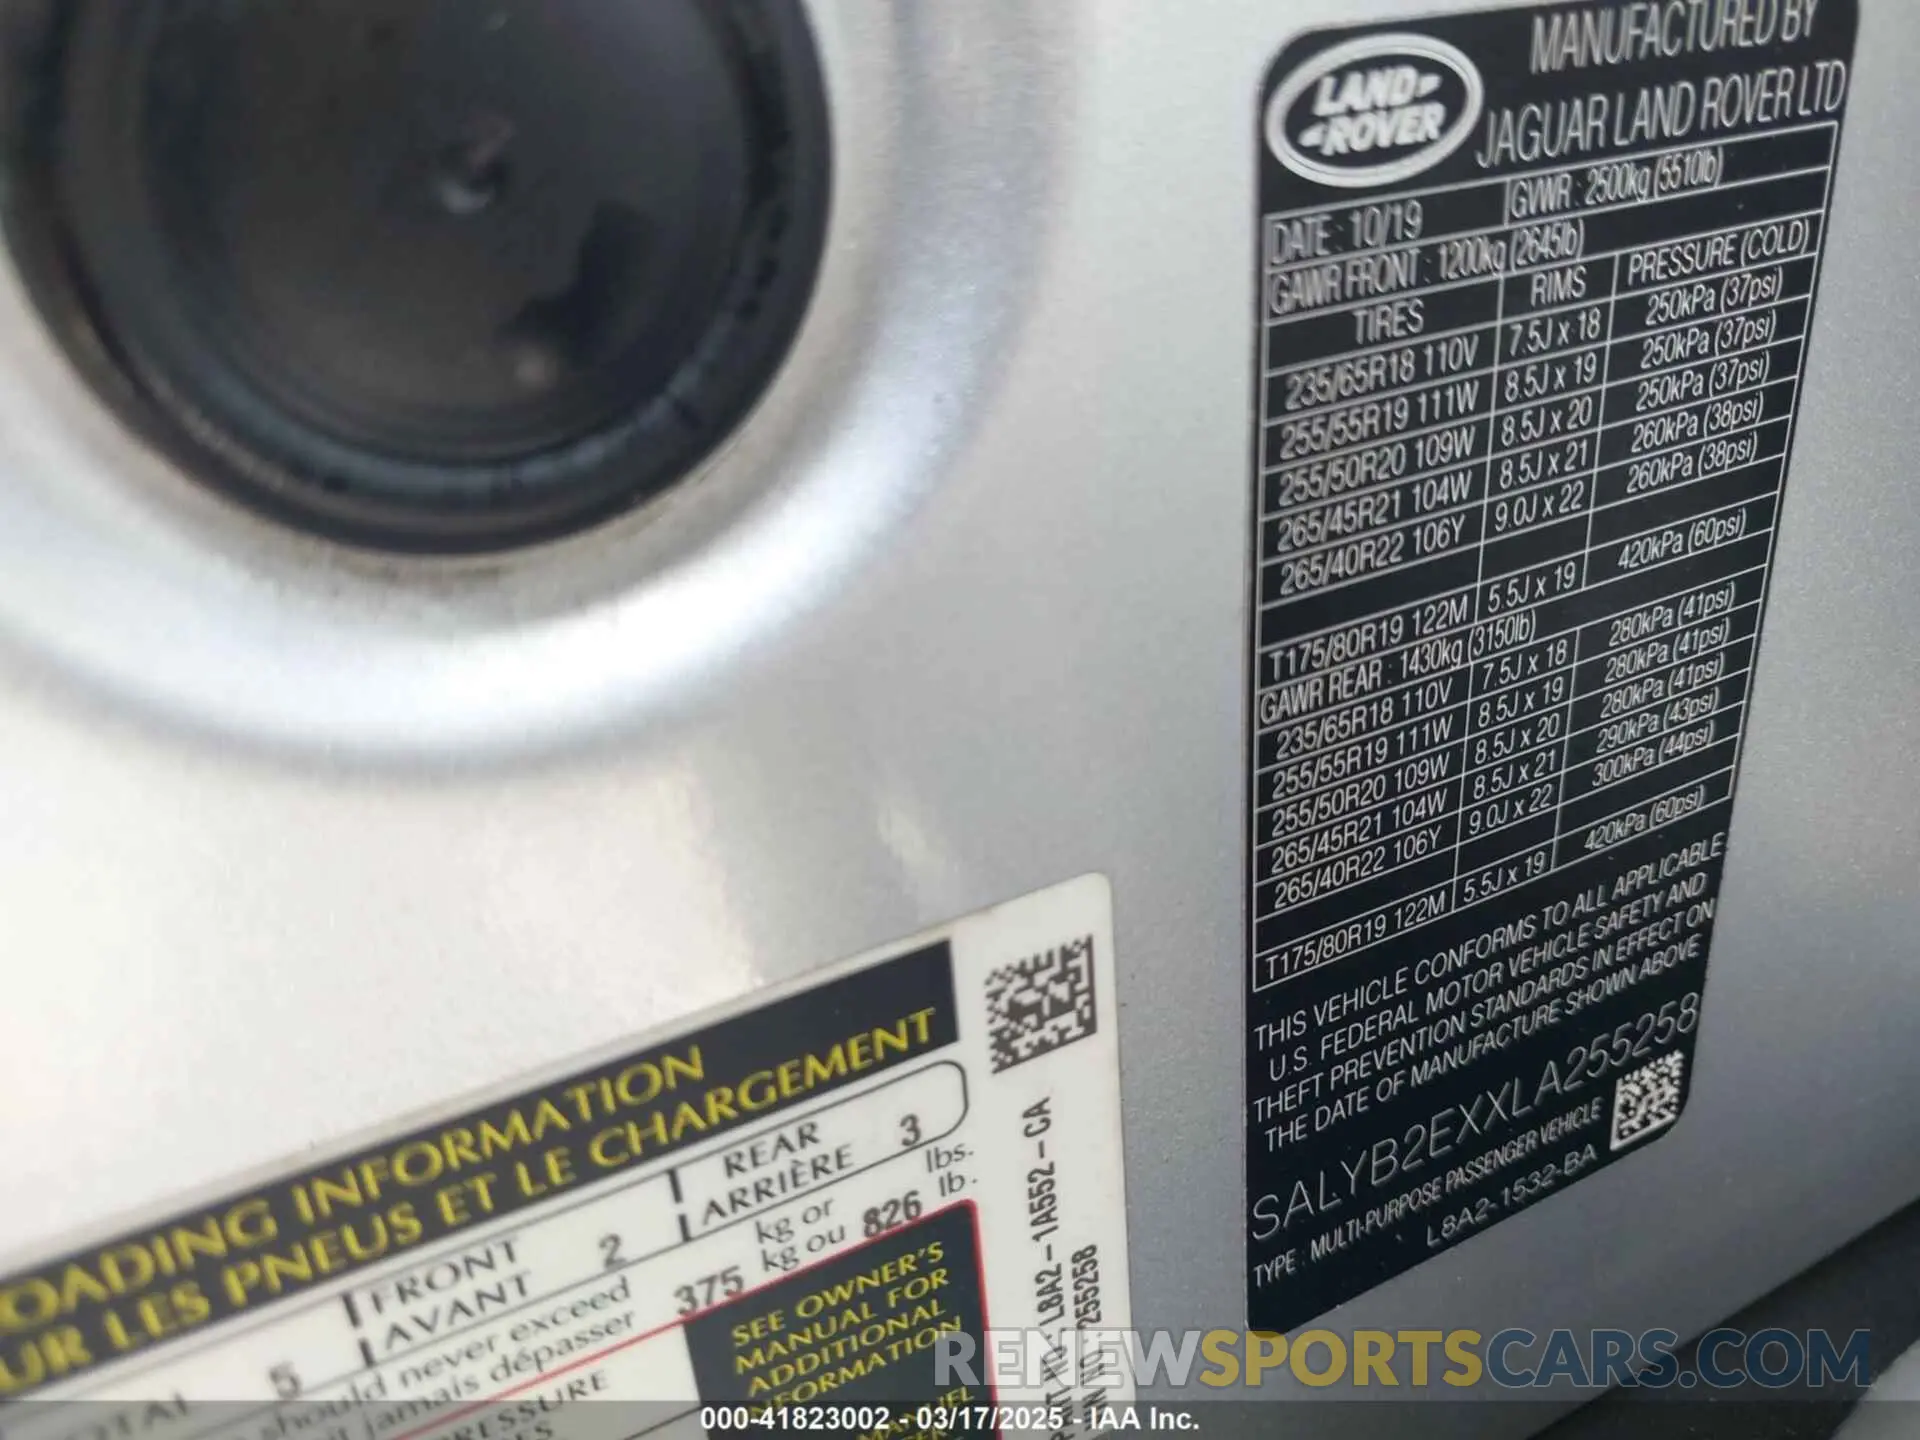 LAND ROVER
MANUFACTURED BY
JAGUAR LAND ROVER LTD
DATE : 10/19 GVWR : 2500kg (5510lb)
GAWR FRONT : 1200kg (2645lb)
TIRES RIMS PRESSURE (COLD)
235/65R18 110V 7.5J x 18 250kPa (37psi)
255/55R19 111W 8.5J x 19 250kPa (37psi)
255/50R20 109W 8.5J x 20 250kPa (37psi)
265/45R21 104W 8.5J x 21 260kPa (38psi)
265/40R22 106Y 9.0J x 22 260kPa (38psi)
T175/80R19 122M 5.5J x 19 420kPa (60psi)
GAWR REAR : 1430kg (3150lb)
235/65R18 110V 7.5J x 18 280kPa (41psi)
255/55R19 111W 8.5J x 19 280kPa (41psi)
255/50R20 109W 8.5J x 20 280kPa (41psi)
265/45R21 104W 8.5J x 21 290kPa (43psi)
265/40R22 106Y 9.0J x 22 300kPa (44psi)
T175/80R19 122M 5.5J x 19 420kPa (60psi)
THIS VEHICLE CONFORMS TO ALL APPLICABLE
U.S. FEDERAL MOTOR VEHICLE SAFETY AND
THEFT PREVENTION STANDARDS IN EFFECT ON
THE DATE OF MANUFACTURE SHOWN ABOVE
SALYB2EXXLA255258
TYPE : MULTI-PURPOSE PASSENGER VEHICLE
L8A2-1532-BA
OADING INFORMATION
UR LES PNEUS ET LE CHARGEMENT
5 FRONT AVANT 2 REAR ARRIÈRE 3
should never exceed 375 kg or 826 lbs.
jamais dépasser kg ou lb.
SEE OWNER'S
MANUAL FOR
ADDITIONAL
INFORMATION
L8A2-1A552-CA
255258
RENEWSPORTSCARS.COM
000-41823002 - 03/17/2025 - IAA Inc.